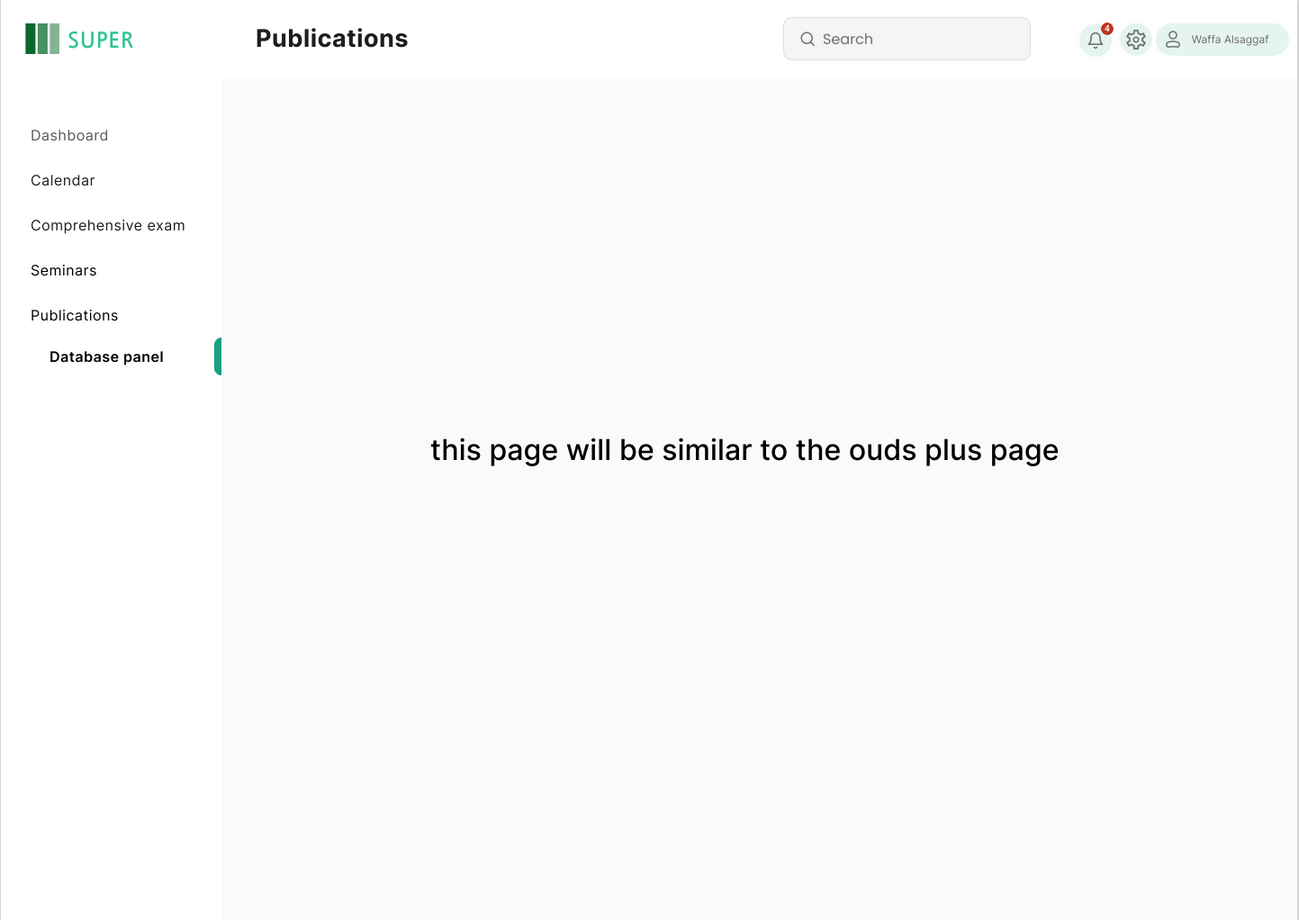 SUPER
Publications
Search
4
Waffa Alsaggaf
Dashboard
Calendar
Comprehensive exam
Seminars
Publications
Database panel
this page will be similar to the ouds plus page